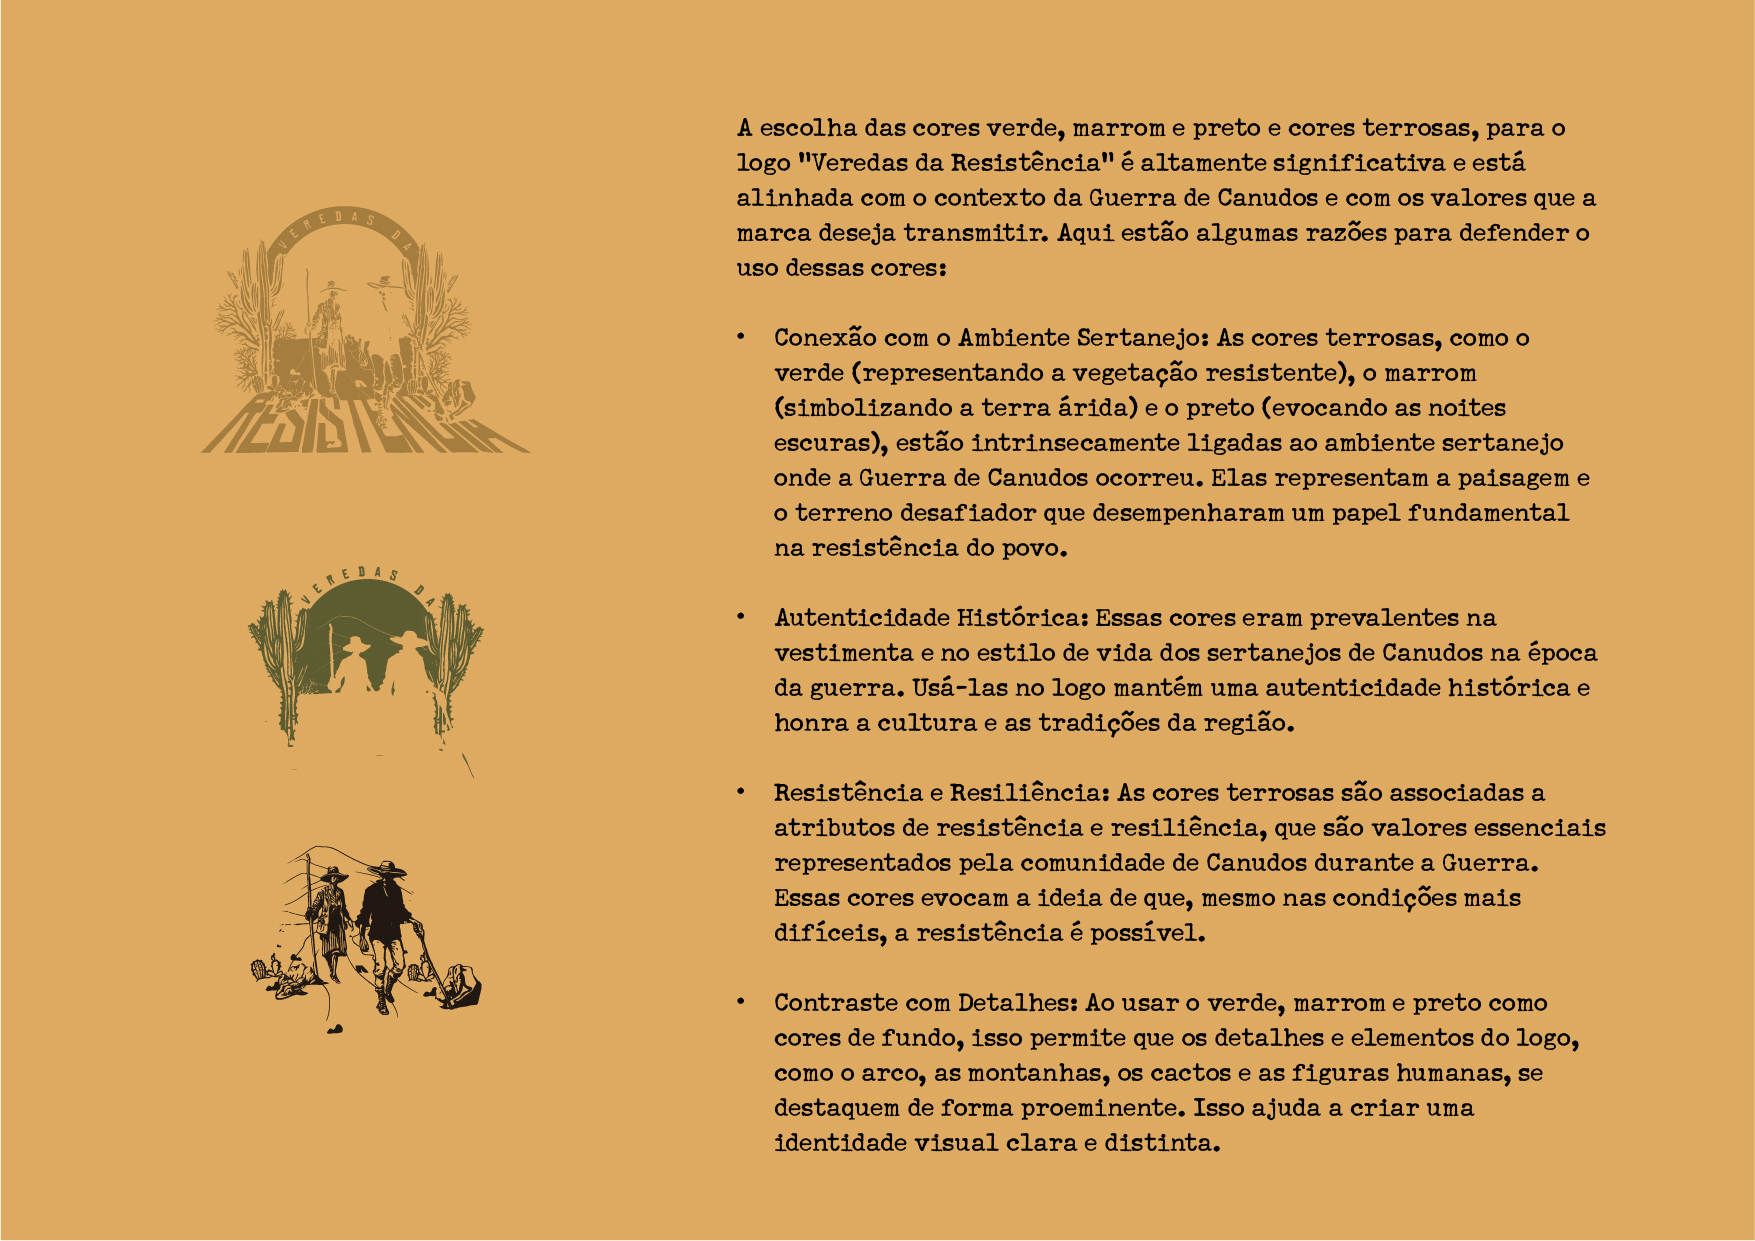 VEREDAS DA
RESISTÊNCIA
VEREDAS DA
A escolha das cores verde, marrom e preto e cores terrosas, para o
logo "Veredas da Resistência" é altamente significativa e está
alinhada com o contexto da Guerra de Canudos e com os valores que a
marca deseja transmitir. Aqui estão algumas razões para defender o
uso dessas cores:
• Conexão com o Ambiente Sertanejo: As cores terrosas, como o
verde (representando a vegetação resistente), o marrom
(simbolizando a terra árida) e o preto (evocando as noites
escuras), estão intrinsecamente ligadas ao ambiente sertanejo
onde a Guerra de Canudos ocorreu. Elas representam a paisagem e
o terreno desafiador que desempenharam um papel fundamental
na resistência do povo.
• Autenticidade Histórica: Essas cores eram prevalentes na
vestimenta e no estilo de vida dos sertanejos de Canudos na época
da guerra. Usá-las no logo mantém uma autenticidade histórica e
honra a cultura e as tradições da região.
• Resistência e Resiliência: As cores terrosas são associadas a
atributos de resistência e resiliência, que são valores essenciais
representados pela comunidade de Canudos durante a Guerra.
Essas cores evocam a ideia de que, mesmo nas condições mais
difíceis, a resistência é possível.
• Contraste com Detalhes: Ao usar o verde, marrom e preto como
cores de fundo, isso permite que os detalhes e elementos do logo,
como o arco, as montanhas, os cactos e as figuras humanas, se
destaquem de forma proeminente. Isso ajuda a criar uma
identidade visual clara e distinta.